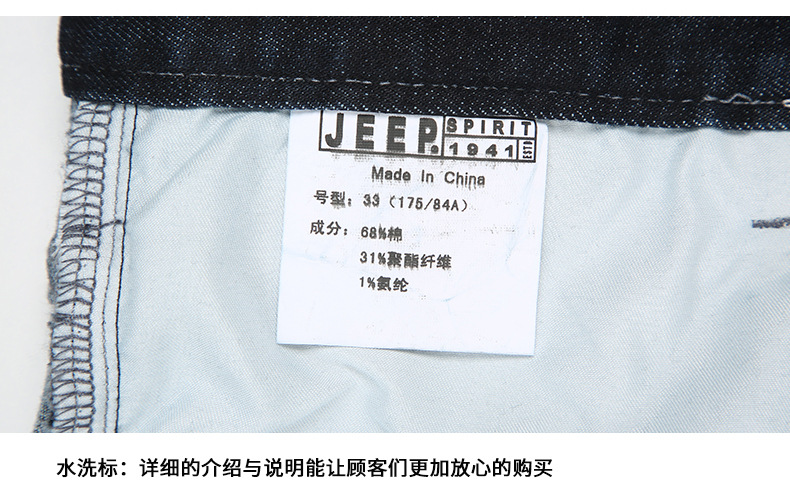 JEEP® SPIRIT
1941 ESTD
Made In China
号型：33（175/84A）
成分：68%棉
31%聚酯纤维
1%氨纶
水洗标：详细的介绍与说明能让顾客们更加放心的购买